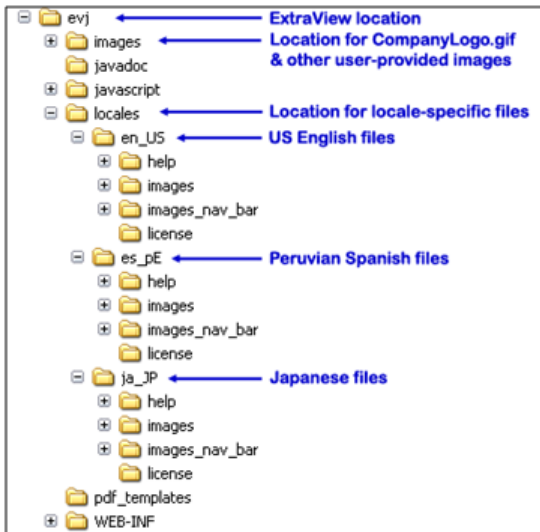 evj ExtraView location
images Location for CompanyLogo.gif
& other user-provided images
javadoc
javascript
locales Location for locale-specific files
en_US US English files
help
images
images_nav_bar
license
es_pE Peruvian Spanish files
help
images
images_nav_bar
license
ja_JP Japanese files
help
images
images_nav_bar
license
pdf_templates
WEB-INF